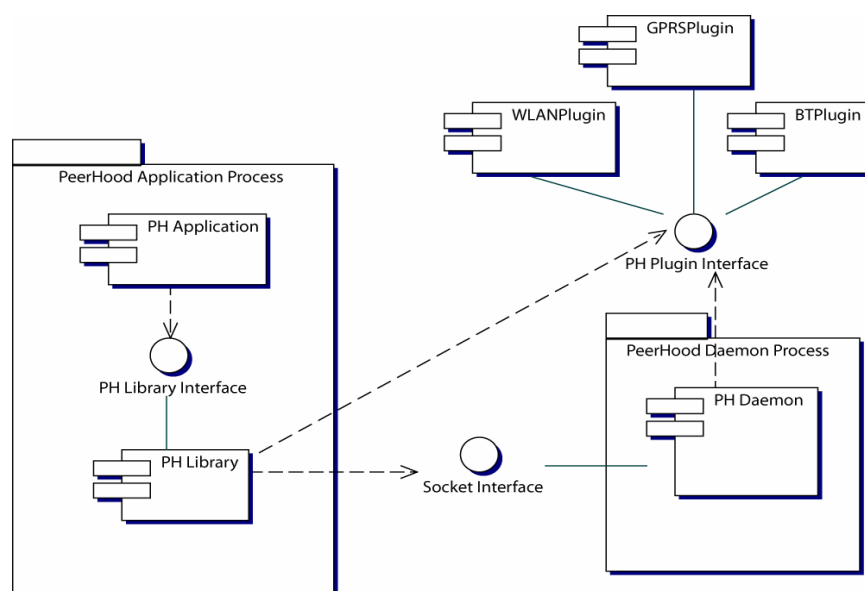 GPRSPlugin
WLANPlugin
BTPlugin
PeerHood Application Process
PH Application
PH Plugin Interface
PeerHood Daemon Process
PH Library Interface
PH Daemon
PH Library
Socket Interface